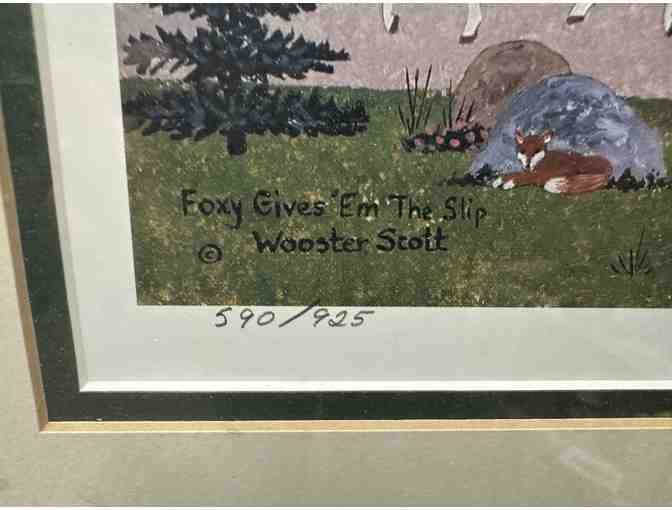 Foxy Gives 'Em The Slip
© Wooster Scott
590/925